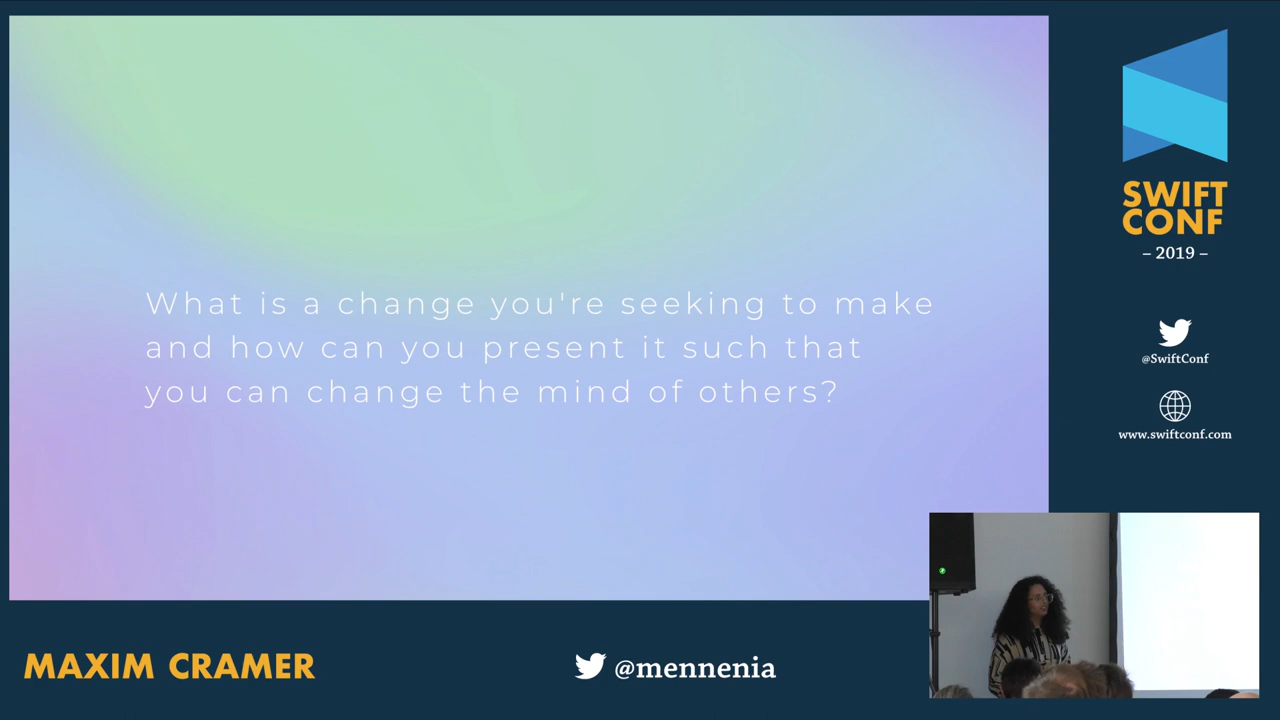 What is a change you're seeking to make
and how can you present it such that
you can change the mind of others?
SWIFT
CONF
– 2019 –
@SwiftConf
www.swiftconf.com
MAXIM CRAMER
@mennenia